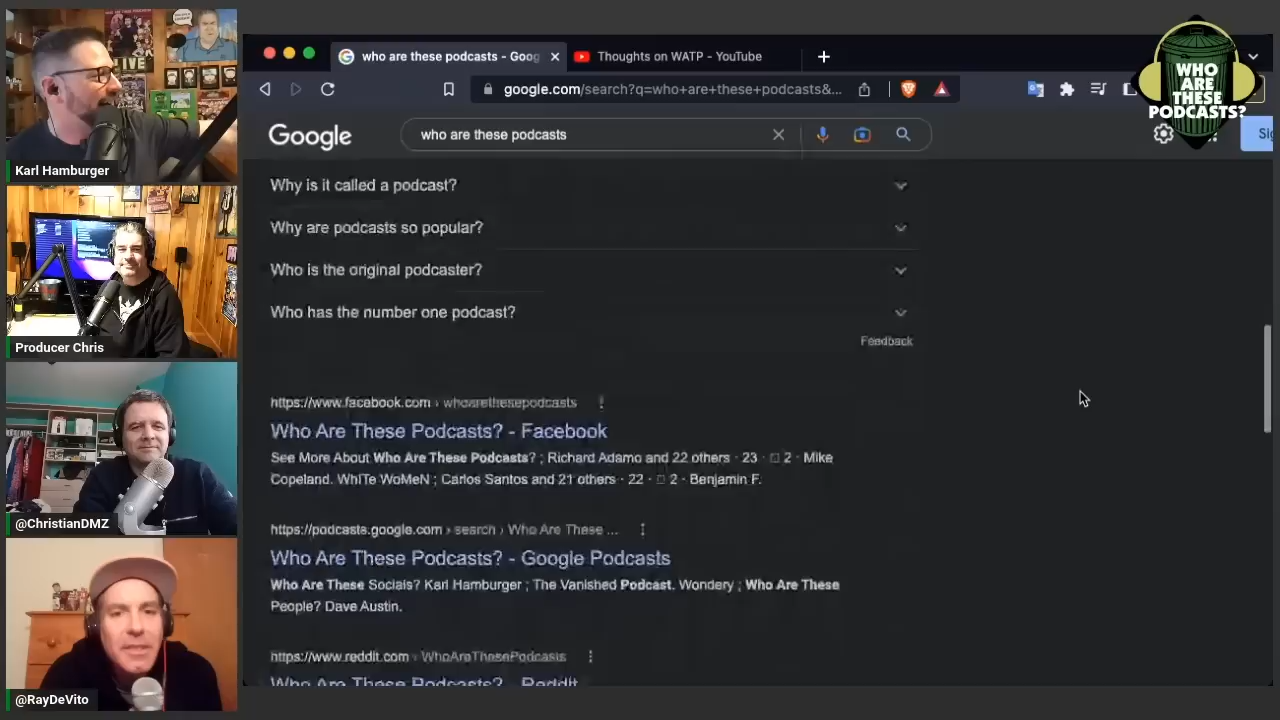 Karl Hamburger
Producer Chris
@ChristianDMZ
@RayDeVito
who are these podcasts - Goog
Thoughts on WATP - YouTube
google.com/search?q=who+are+these+podcasts&...
WHO
ARE
THESE
PODCASTS?
Google
who are these podcasts
Why is it called a podcast?
Why are podcasts so popular?
Who is the original podcaster?
Who has the number one podcast?
Feedback
https://www.facebook.com › whoarethesepodcasts
Who Are These Podcasts? - Facebook
See More About Who Are These Podcasts? ; Richard Adamo and 22 others · 23 · 2 · Mike
Copeland. WhITe WoMeN ; Carlos Santos and 21 others · 22 · 2 · Benjamin F.
https://podcasts.google.com › search › Who Are These ...
Who Are These Podcasts? - Google Podcasts
Who Are These Socials? Karl Hamburger ; The Vanished Podcast. Wondery ; Who Are These
People? Dave Austin.
https://www.reddit.com › WhoAreThesePodcasts
Who Are These Podcasts? - Reddit